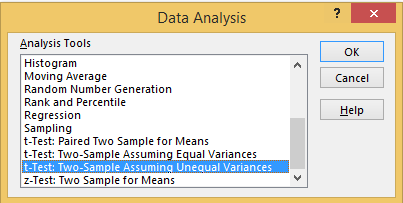 Data Analysis
? ×
Analysis Tools
OK
Histogram
Moving Average
Cancel
Random Number Generation
Rank and Percentile
Help
Regression
Sampling
t-Test: Paired Two Sample for Means
t-Test: Two-Sample Assuming Equal Variances
t-Test: Two-Sample Assuming Unequal Variances
z-Test: Two Sample for Means